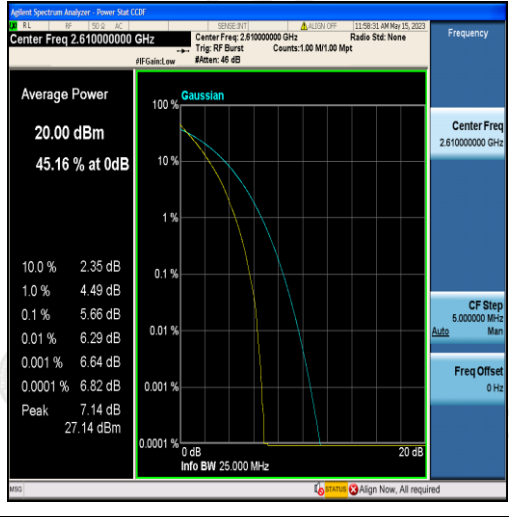 Agilent Spectrum Analyzer - Power Stat CCDF
RL RF 50 Ω AC SENSE:INT ALIGN OFF 11:58:31 AM May 15, 2023
Center Freq 2.610000000 GHz
Center Freq: 2.610000000 GHz
Radio Std: None
Trig: RF Burst
Counts:1.00 M/1.00 Mpt
#IFGain:Low
#Atten: 46 dB
Frequency
Average Power
20.00 dBm
45.16 % at 0dB
10.0 % 2.35 dB
1.0 % 4.49 dB
0.1 % 5.66 dB
0.01 % 6.29 dB
0.001 % 6.64 dB
0.0001 % 6.82 dB
Peak 7.14 dB
27.14 dBm
Gaussian
100 %
10 %
1 %
0.1 %
0.01 %
0.001 %
0.0001 %
0 dB
20 dB
Info BW 25.000 MHz
Center Freq
2.610000000 GHz
CF Step
5.000000 MHz
Auto Man
Freq Offset
0 Hz
MSG
STATUS
Align Now, All required